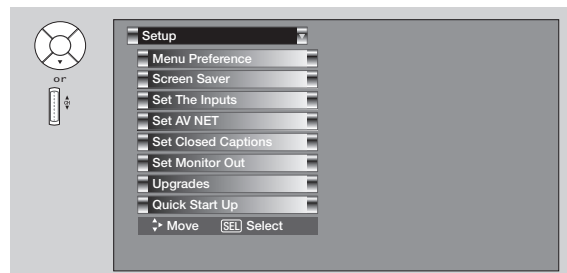 Setup
Menu Preference
or
Screen Saver
CH
Set The Inputs
Set AV NET
Set Closed Captions
Set Monitor Out
Upgrades
Quick Start Up
Move SEL Select